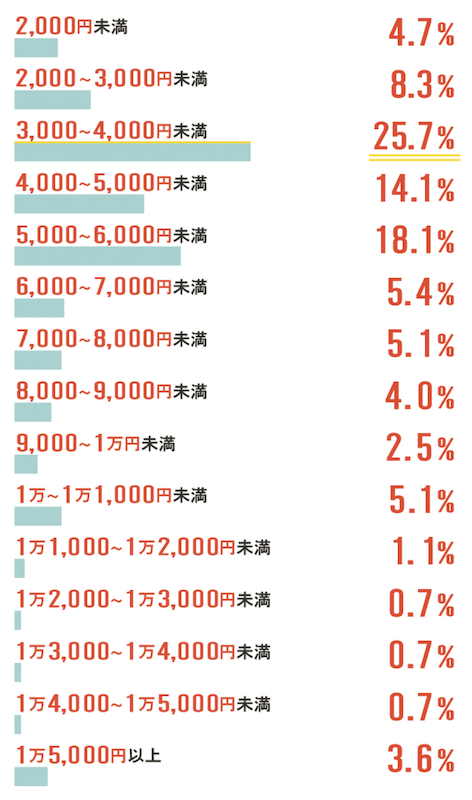 2,000円未満 4.7%
2,000~3,000円未満 8.3%
3,000~4,000円未満 25.7%
4,000~5,000円未満 14.1%
5,000~6,000円未満 18.1%
6,000~7,000円未満 5.4%
7,000~8,000円未満 5.1%
8,000~9,000円未満 4.0%
9,000~1万円未満 2.5%
1万~1万1,000円未満 5.1%
1万1,000~1万2,000円未満 1.1%
1万2,000~1万3,000円未満 0.7%
1万3,000~1万4,000円未満 0.7%
1万4,000~1万5,000円未満 0.7%
1万5,000円以上 3.6%